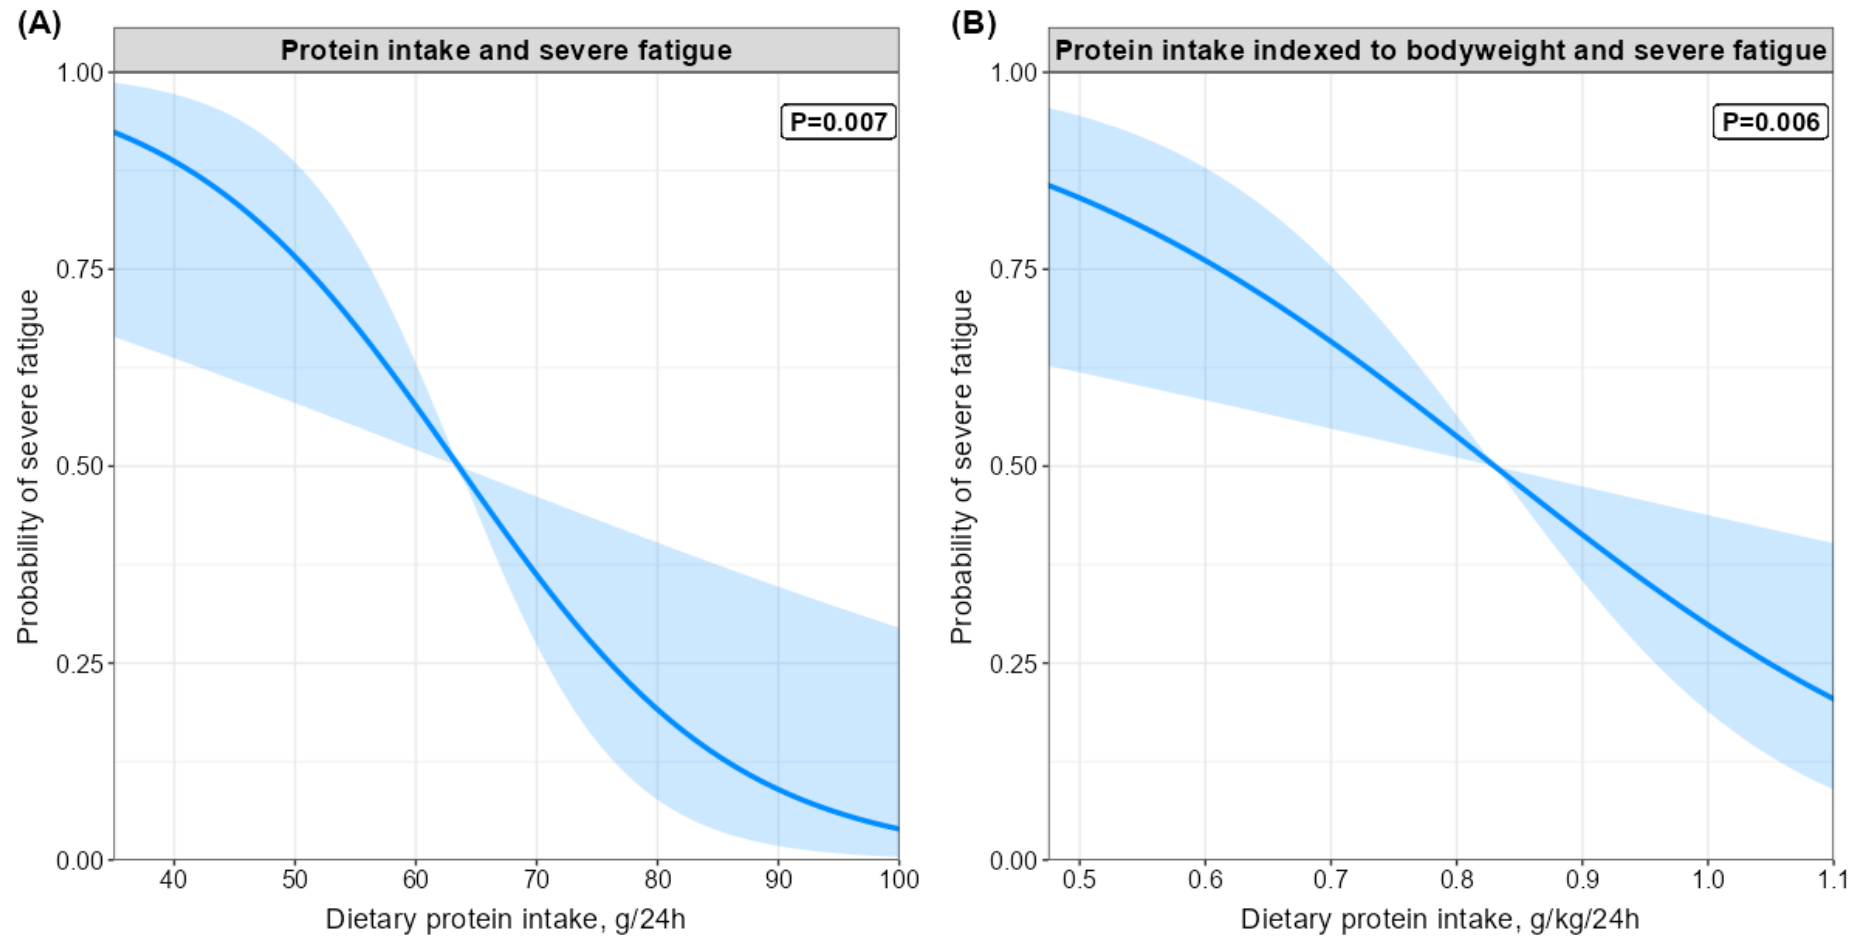 (A)
Protein intake and severe fatigue
P=0.007
1.00
0.75
0.50
0.25
0.00
Probability of severe fatigue
40 50 60 70 80 90 100
Dietary protein intake, g/24h
(B)
Protein intake indexed to bodyweight and severe fatigue
P=0.006
1.00
0.75
0.50
0.25
0.00
Probability of severe fatigue
0.5 0.6 0.7 0.8 0.9 1.0 1.1
Dietary protein intake, g/kg/24h